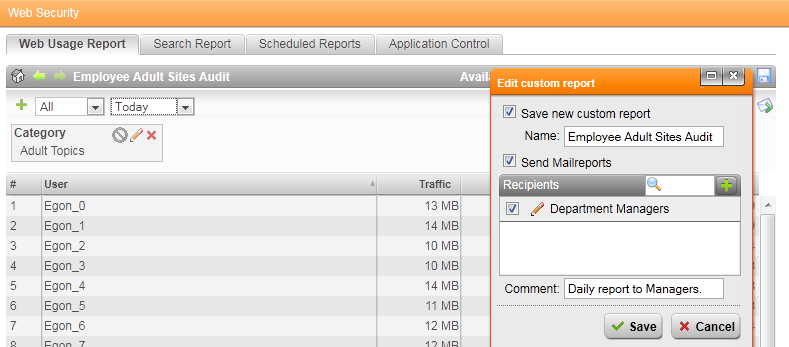 Web Security
Web Usage Report Search Report Scheduled Reports Application Control
Employee Adult Sites Audit Availa
Edit custom report
All Today
Save new custom report
Name: Employee Adult Sites Audit
Category
Adult Topics
Send Mailreports
Recipients
# User Traffic
Department Managers
1 Egon_0 13 MB
2 Egon_1 14 MB
3 Egon_2 10 MB
4 Egon_3 10 MB
5 Egon_4 14 MB
6 Egon_5 11 MB
7 Egon_6 12 MB
8 Egon_7 12 MB
Comment: Daily report to Managers.
Save Cancel